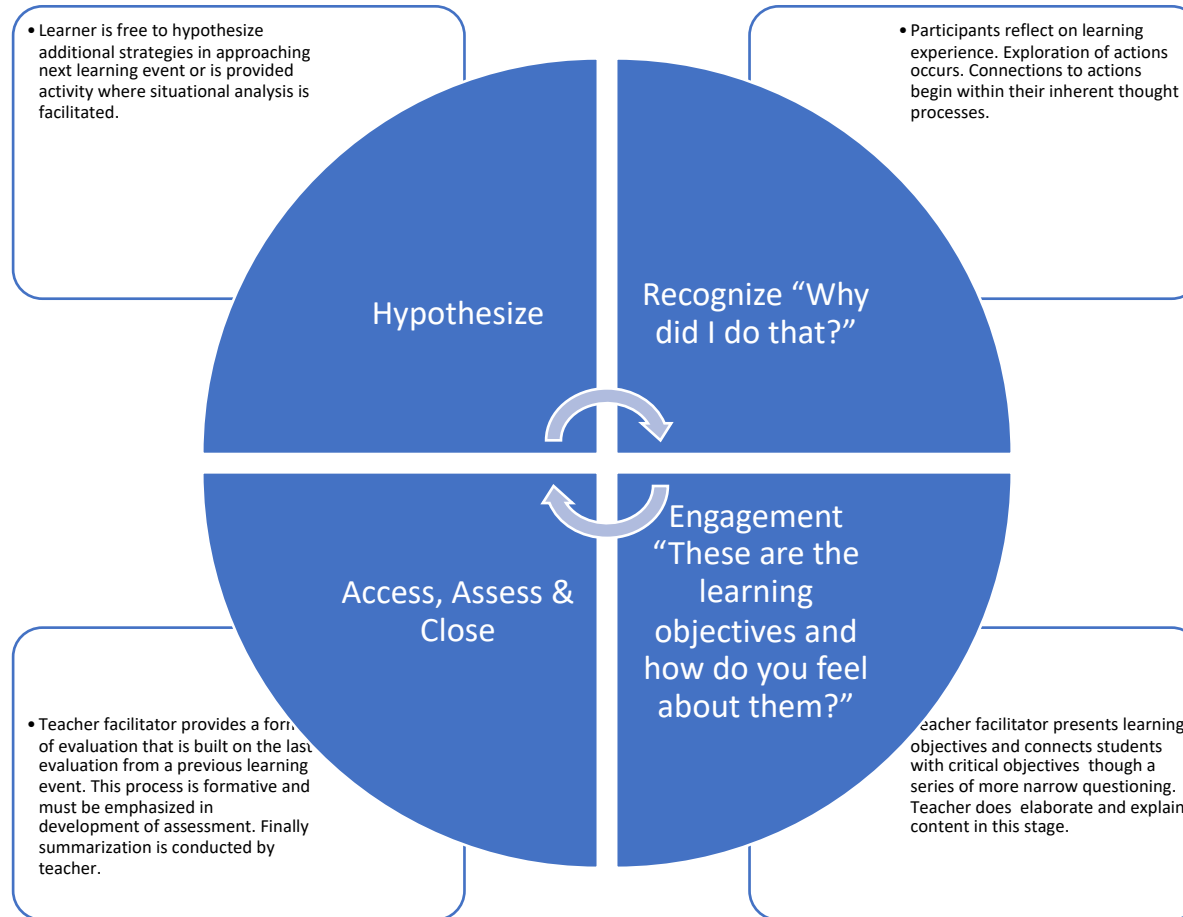 • Learner is free to hypothesize
additional strategies in approaching
next learning event or is provided
activity where situational analysis is
facilitated.
• Participants reflect on learning
experience. Exploration of actions
occurs. Connections to actions
begin within their inherent thought
processes.
Hypothesize
Recognize “Why
did I do that?”
Access, Assess &
Close
Engagement
“These are the
learning
objectives and
how do you feel
about them?”
• Teacher facilitator provides a form
of evaluation that is built on the last
evaluation from a previous learning
event. This process is formative and
must be emphasized in
development of assessment. Finally
summarization is conducted by
teacher.
eacher facilitator presents learning
objectives and connects students
with critical objectives though a
series of more narrow questioning.
Teacher does elaborate and explain
content in this stage.